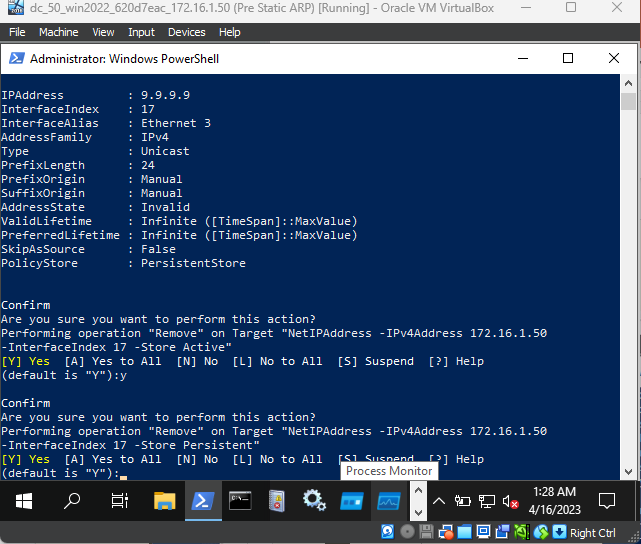 dc_50_win2022_620d7eac_172.16.1.50 (Pre Static ARP) [Running] - Oracle VM VirtualBox
File Machine View Input Devices Help
Administrator: Windows PowerShell
IPAddress : 9.9.9.9
InterfaceIndex : 17
InterfaceAlias : Ethernet 3
AddressFamily : IPv4
Type : Unicast
PrefixLength : 24
PrefixOrigin : Manual
SuffixOrigin : Manual
AddressState : Invalid
ValidLifetime : Infinite ([TimeSpan]::MaxValue)
PreferredLifetime : Infinite ([TimeSpan]::MaxValue)
SkipAsSource : False
PolicyStore : PersistentStore
Confirm
Are you sure you want to perform this action?
Performing operation "Remove" on Target "NetIPAddress -IPv4Address 172.16.1.50
-InterfaceIndex 17 -Store Active"
[Y] Yes [A] Yes to All [N] No [L] No to All [S] Suspend [?] Help
(default is "Y"):y
Confirm
Are you sure you want to perform this action?
Performing operation "Remove" on Target "NetIPAddress -IPv4Address 172.16.1.50
-InterfaceIndex 17 -Store Persistent"
[Y] Yes [A] Yes to All [N] No [L] No to All [S] Suspend [?] Help
(default is "Y"):
Process Monitor
1:28 AM
4/16/2023
Right Ctrl